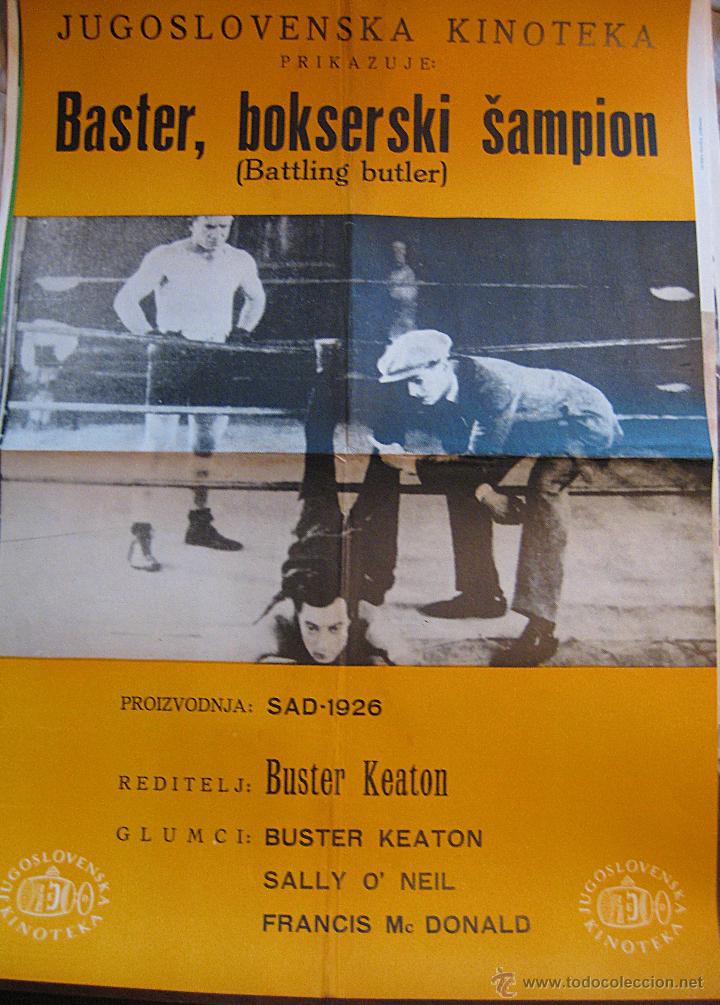 JUGOSLOVENSKA KINOTEKA
PRIKAZUJE:
Baster, bokserski šampion
(Battling butler)
PROIZVODNJA: SAD-1926
REDITELJ: Buster Keaton
GLUMCI: BUSTER KEATON
SALLY O' NEIL
FRANCIS Mc DONALD
JUGOSLOVENSKA KINOTEKA
JUGOSLOVENSKA KINOTEKA
© www.todocoleccion.net